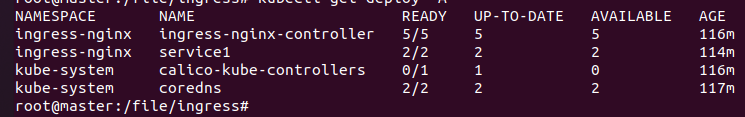 root@master:/file/ingress# kubectl get deploy -A
NAMESPACE NAME READY UP-TO-DATE AVAILABLE AGE
ingress-nginx ingress-nginx-controller 5/5 5 5 116m
ingress-nginx service1 2/2 2 2 114m
kube-system calico-kube-controllers 0/1 1 0 116m
kube-system coredns 2/2 2 2 117m
root@master:/file/ingress#